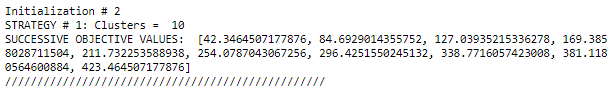 Initialization # 2
STRATEGY # 1: Clusters =  10
SUCCESSIVE OBJECTIVE VALUES:  [42.3464507177876, 84.6929014355752, 127.03935215336278, 169.385
8028711504, 211.732253588938, 254.0787043067256, 296.4251550245132, 338.7716057423008, 381.118
0564600884, 423.464507177876]
//////////////////////////////////////////////////